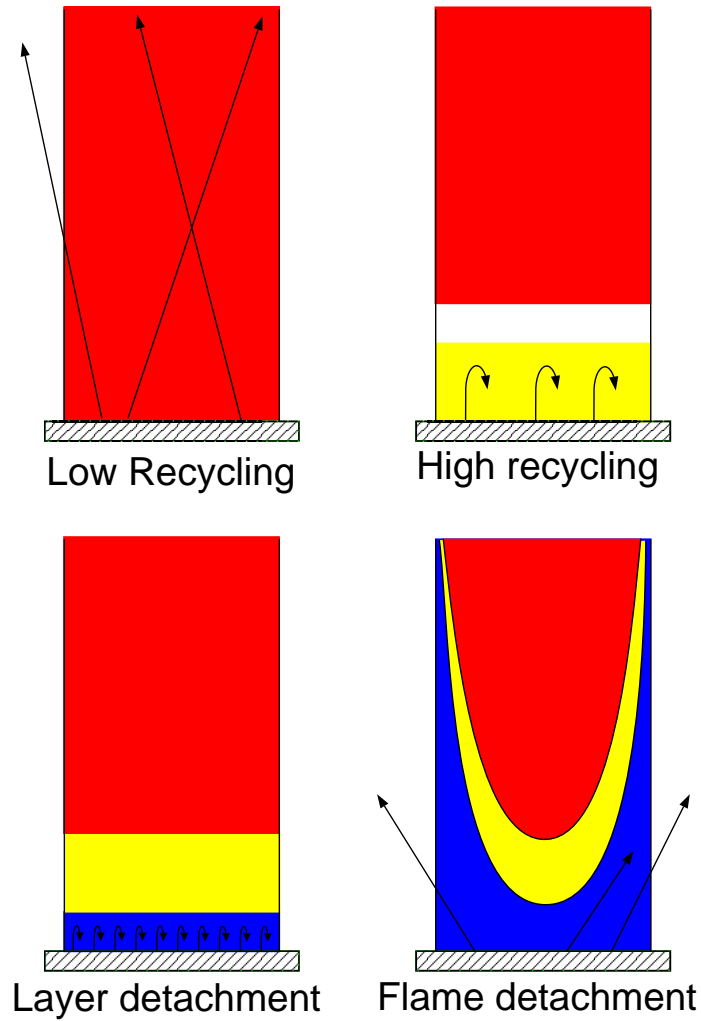 Low Recycling
High recycling
Layer detachment
Flame detachment